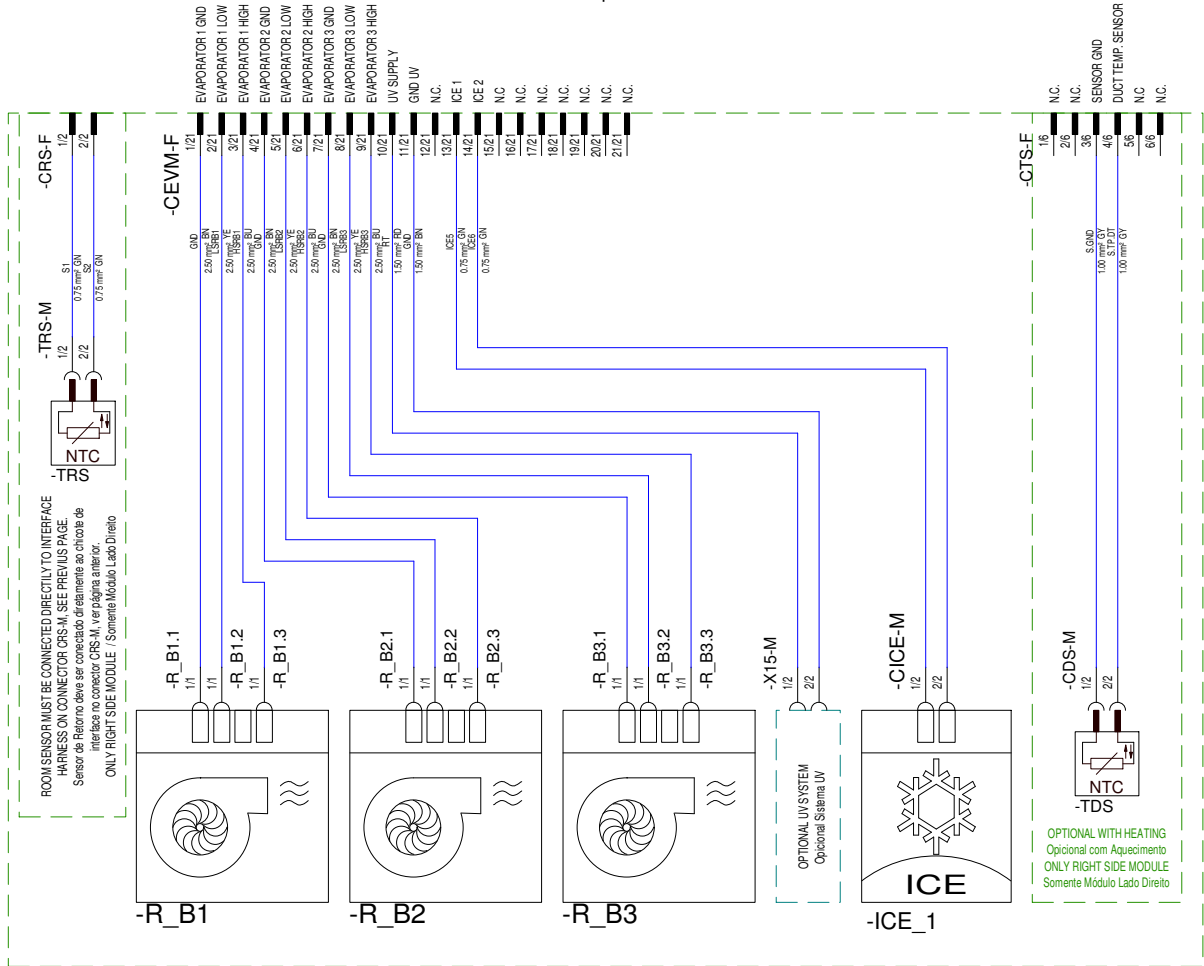 EVAPORATOR 1 GND
EVAPORATOR 1 LOW
EVAPORATOR 1 HIGH
EVAPORATOR 2 GND
EVAPORATOR 2 LOW
EVAPORATOR 2 HIGH
EVAPORATOR 3 GND
EVAPORATOR 3 LOW
EVAPORATOR 3 HIGH
UV SUPPLY
GND UV
N.C.
ICE 1
ICE 2
N.C.
N.C.
N.C.
N.C.
N.C.
N.C.
N.C.
N.C.
N.C.
SENSOR GND
DUCT TEMP. SENSOR
N.C
N.C.
-CRS-F
1/2
2/2
-CEVM-F
1/21
2/21
3/21
4/21
5/21
6/21
7/21
8/21
9/21
10/21
11/21
12/21
13/21
14/21
15/21
16/21
17/21
18/21
19/21
20/21
21/21
-CTS-F
1/6
2/6
3/6
4/6
5/6
6/6
S1
0.75 mm² GN
S2
0.75 mm² GN
GND
2.50 mm² BN
LSRB1
2.50 mm² YE
HSRB1
2.50 mm² BU
GND
2.50 mm² BN
LSRB2
2.50 mm² YE
HSRB2
2.50 mm² BU
GND
2.50 mm² BN
LSRB3
2.50 mm² YE
HSRB3
2.50 mm² BU
RT
1.50 mm² RD
GND
1.50 mm² BN
ICE5
0.75 mm² GN
ICE6
0.75 mm² GN
S.GND
1.00 mm² GY
S.TP.DT
1.00 mm² GY
-TRS-M
1/2
2/2
NTC
-TRS
ROOM SENSOR MUST BE CONNECTED DIRECTLY TO INTERFACE
HARNESS ON CONNECTOR CRS-M, SEE PREVIUS PAGE.
Sensor de Retorno deve ser conectado diretamente ao chicote de
interface no conector CRS-M, ver página anterior.
ONLY RIGHT SIDE MODULE / Somente Módulo Lado Direito
-R_B1.1
1/1
-R_B1.2
1/1
-R_B1.3
1/1
-R_B2.1
1/1
-R_B2.2
1/1
-R_B2.3
1/1
-R_B3.1
1/1
-R_B3.2
1/1
-R_B3.3
1/1
-X15-M
1/2
2/2
-CICE-M
1/2
2/2
-CDS-M
1/2
2/2
NTC
-TDS
OPTIONAL UV SYSTEM
Opicional Sistema UV
ICE
OPTIONAL WITH HEATING
Opicional com Aquecimento
ONLY RIGHT SIDE MODULE
Somente Módulo Lado Direito
-R_B1
-R_B2
-R_B3
-ICE_1